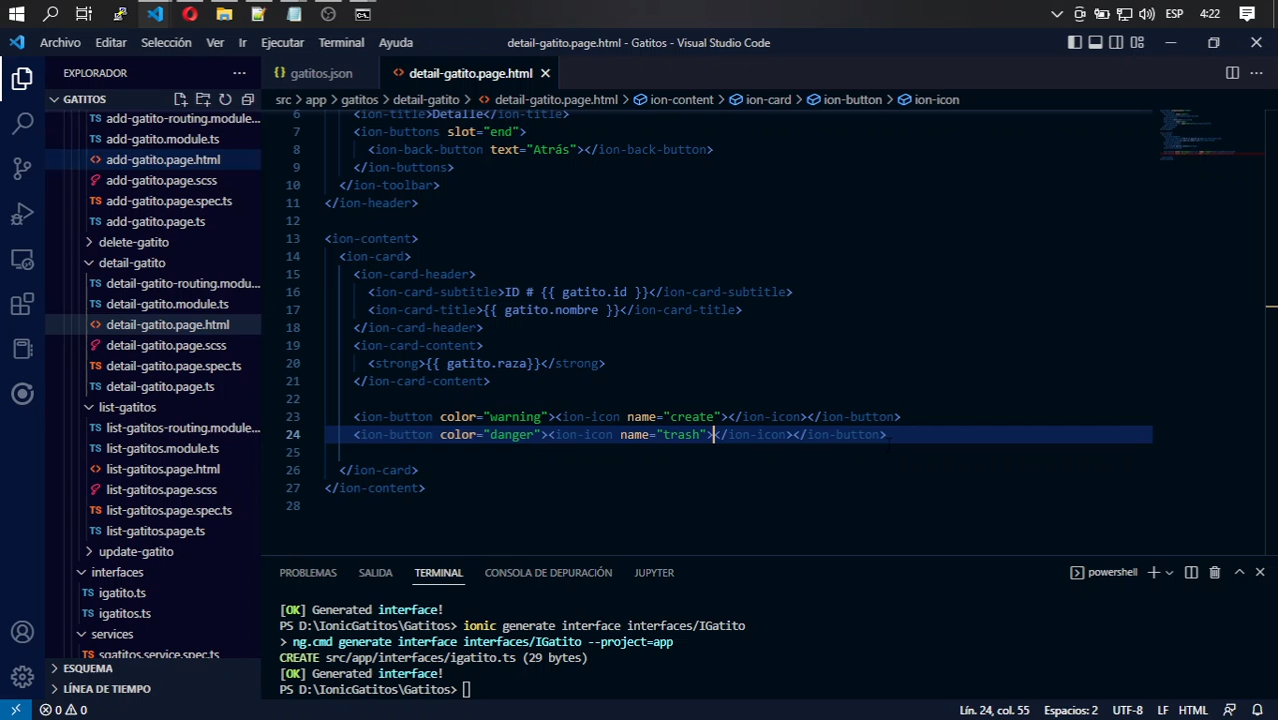 ESP 4:22
Archivo Editar Selección Ver Ir Ejecutar Terminal Ayuda detail-gatito.page.html - Gatitos - Visual Studio Code
EXPLORADOR
gatitos.json detail-gatito.page.html
GATITOS
src > app > gatitos > detail-gatito > detail-gatito.page.html > ion-content > ion-card > ion-button > ion-icon
add-gatito-routing.module...
add-gatito.module.ts
add-gatito.page.html
add-gatito.page.scss
add-gatito.page.spec.ts
add-gatito.page.ts
delete-gatito
detail-gatito
detail-gatito-routing.modu...
detail-gatito.module.ts
detail-gatito.page.html
detail-gatito.page.scss
detail-gatito.page.spec.ts
detail-gatito.page.ts
list-gatitos
list-gatitos-routing.modul...
list-gatitos.module.ts
list-gatitos.page.html
list-gatitos.page.scss
list-gatitos.page.spec.ts
list-gatitos.page.ts
update-gatito
interfaces
igatito.ts
igatitos.ts
services
sgatitos.service.spec.ts
ESQUEMA
LÍNEA DE TIEMPO
6 <ion-title>Detalle</ion-title>
7 <ion-buttons slot="end">
8 <ion-back-button text="Atrás"></ion-back-button>
9 </ion-buttons>
10 </ion-toolbar>
11 </ion-header>
12
13 <ion-content>
14 <ion-card>
15 <ion-card-header>
16 <ion-card-subtitle>ID # {{ gatito.id }}</ion-card-subtitle>
17 <ion-card-title>{{ gatito.nombre }}</ion-card-title>
18 </ion-card-header>
19 <ion-card-content>
20 <strong>{{ gatito.raza}}</strong>
21 </ion-card-content>
22
23 <ion-button color="warning"><ion-icon name="create"></ion-icon></ion-button>
24 <ion-button color="danger"><ion-icon name="trash"></ion-icon></ion-button>
25
26 </ion-card>
27 </ion-content>
28
PROBLEMAS SALIDA TERMINAL CONSOLA DE DEPURACIÓN JUPYTER powershell
[OK] Generated interface!
PS D:\IonicGatitos\Gatitos> ionic generate interface interfaces/IGatito
> ng.cmd generate interface interfaces/IGatito --project=app
CREATE src/app/interfaces/igatito.ts (29 bytes)
[OK] Generated interface!
PS D:\IonicGatitos\Gatitos>
0 0 Lín. 24, col. 55 Espacios: 2 UTF-8 LF HTML